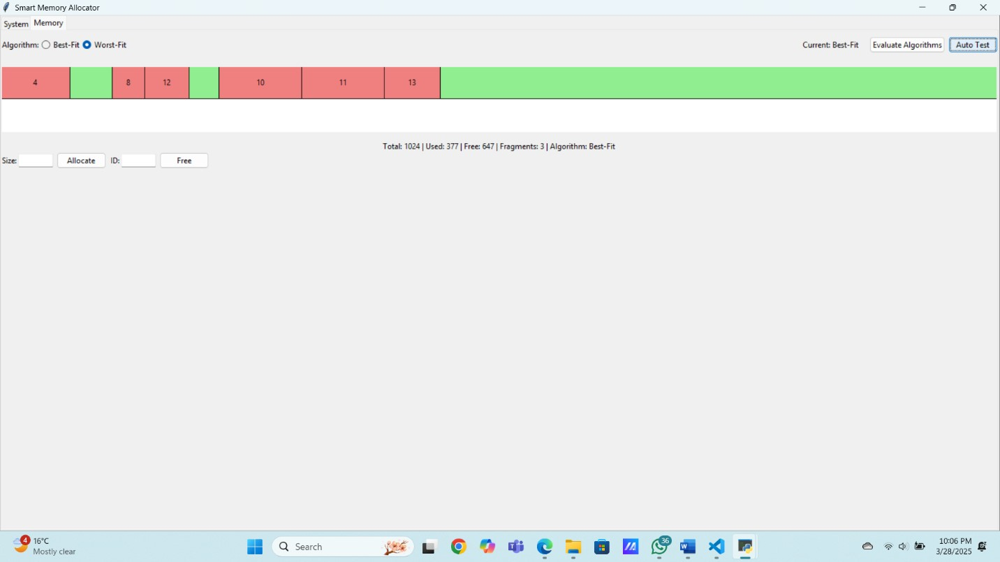 Smart Memory Allocator
System Memory
Algorithm: Best-Fit Worst-Fit Current: Best-Fit Evaluate Algorithms Auto Test
4 8 12 10 11 13
Total: 1024 | Used: 377 | Free: 647 | Fragments: 3 | Algorithm: Best-Fit
Size: Allocate ID: Free
4 16°C
Mostly clear
Search
36
W
10:06 PM
3/28/2025